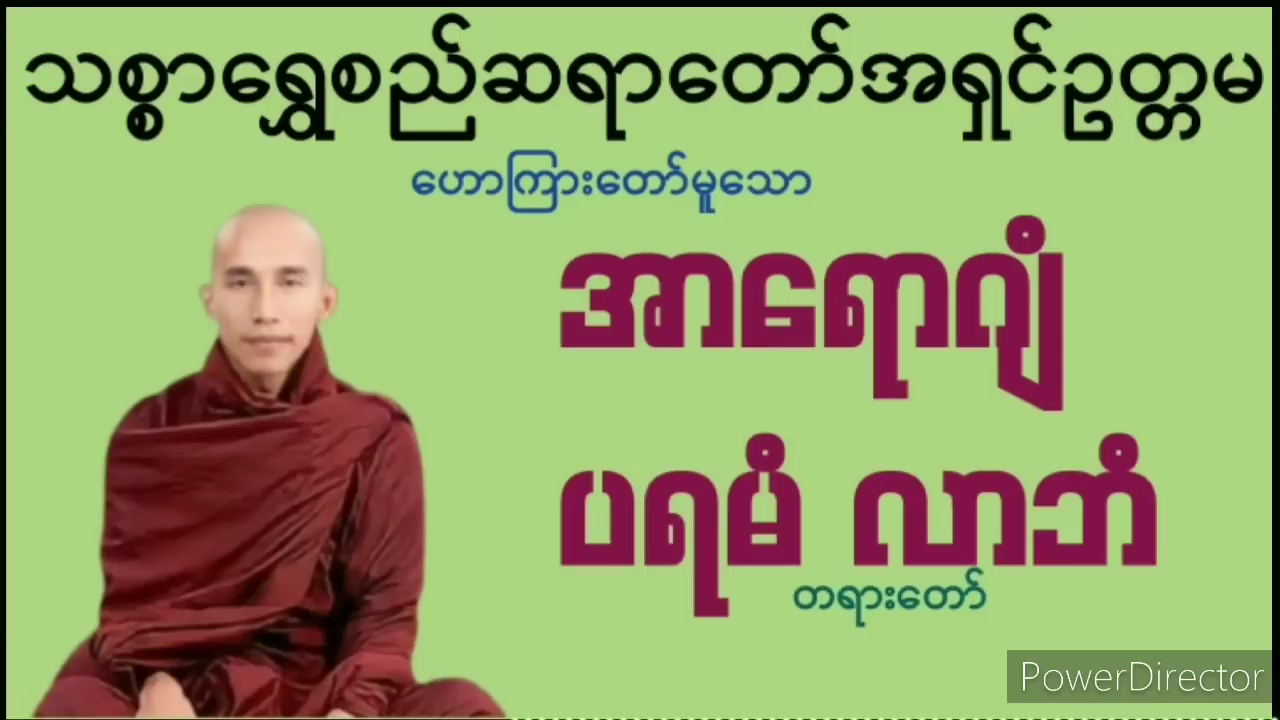 သစ္စာရွှေစည်ဆရာတော်အရှင်ဥတ္တမ
ဟောကြားတော်မူသော
အာရောဂျံ
ပရမံ လာဘံ
တရားတော်
PowerDirector